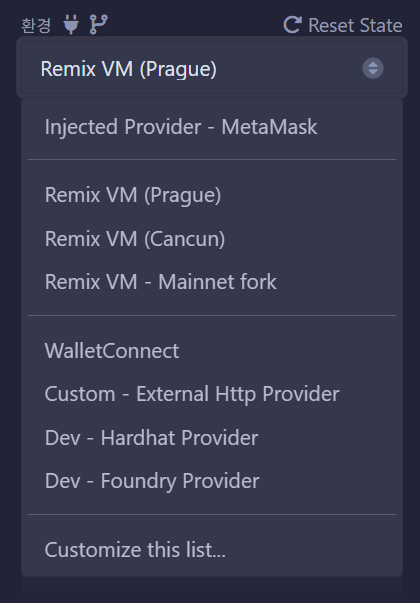 환경 Reset State
Remix VM (Prague)
Injected Provider - MetaMask
Remix VM (Prague)
Remix VM (Cancun)
Remix VM - Mainnet fork
WalletConnect
Custom - External Http Provider
Dev - Hardhat Provider
Dev - Foundry Provider
Customize this list...